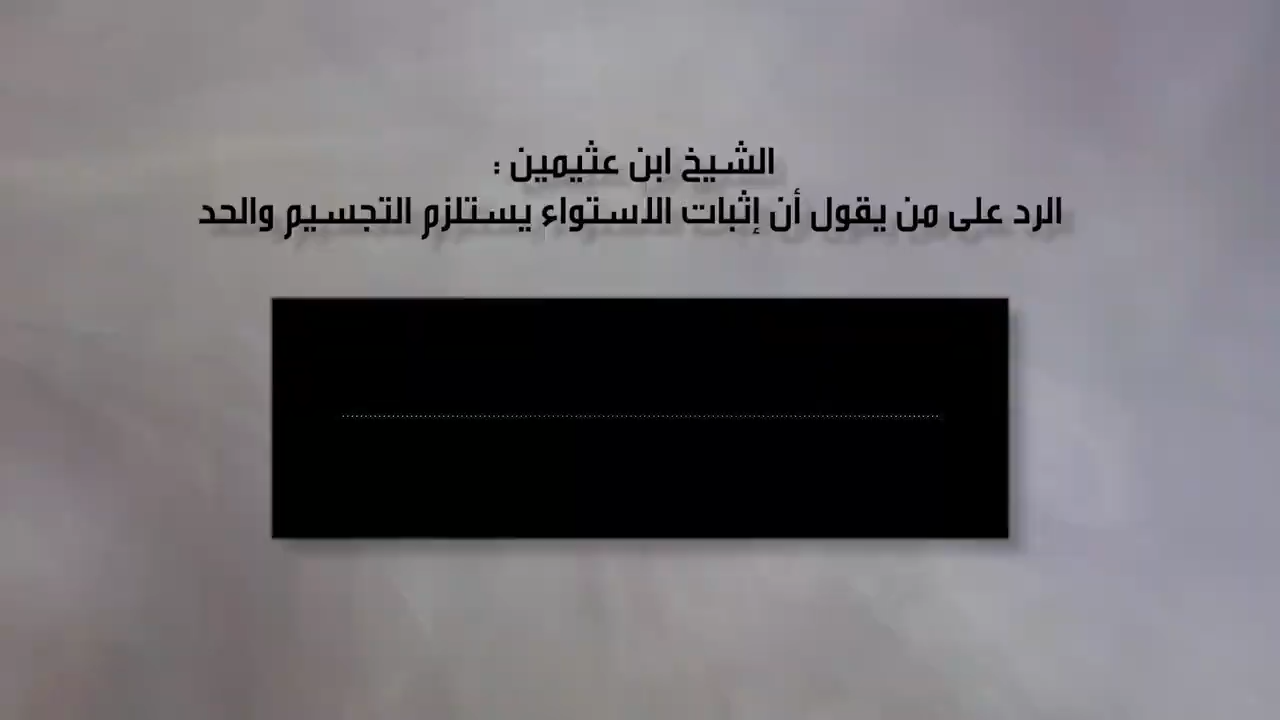 الشيخ ابن عثيمين :
الرد على من يقول أن إثبات الاستواء يستلزم التجسيم والحد